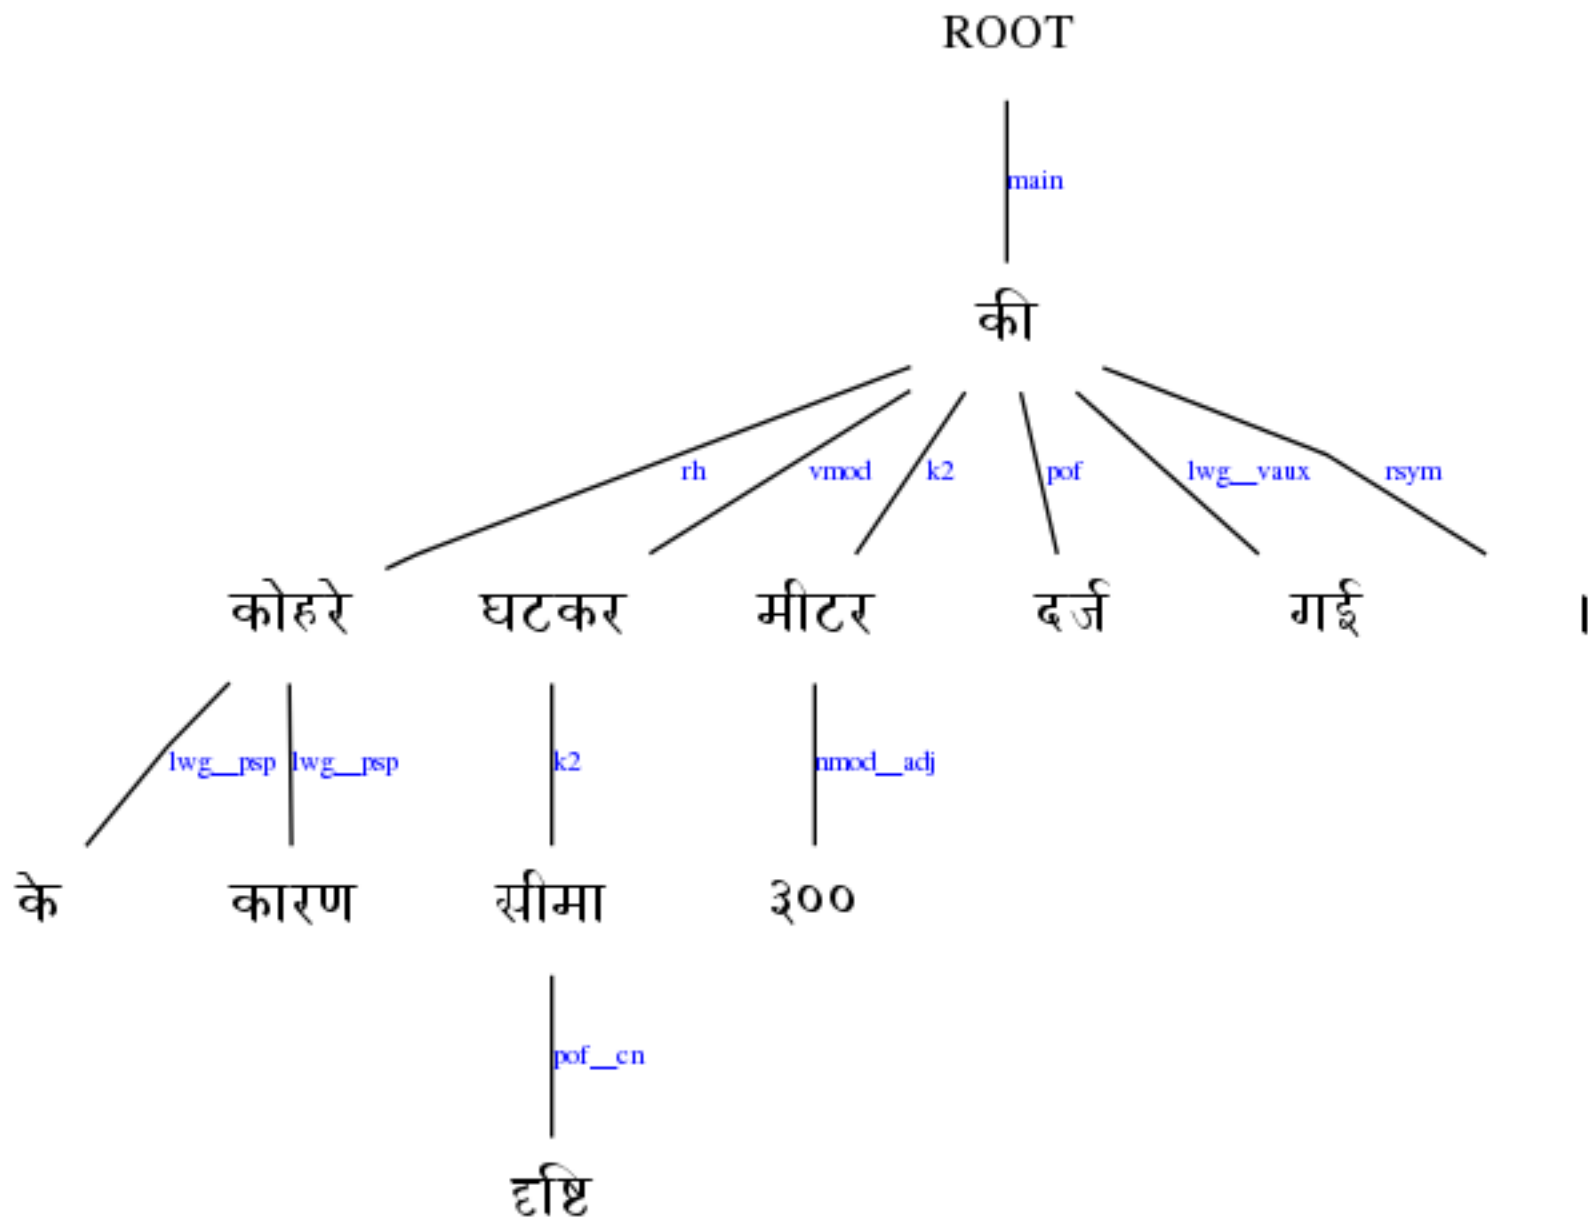 ROOT
main
की
rh vmod k2 pof lwg__vaux rsym
कोहरे घटकर मीटर दर्ज गई ।
lwg__psp lwg__psp k2 nmod__adj
के कारण सीमा ३००
pof__cn
दृष्टि